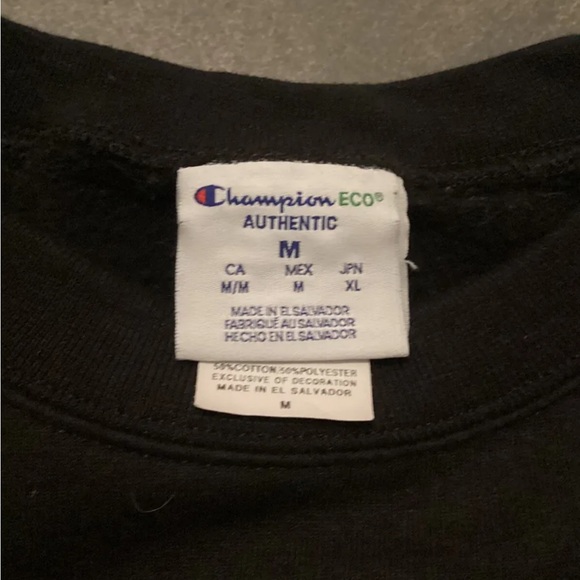 Champion ECO®
AUTHENTIC
M
CA MEX JPN
M/M M XL
MADE IN EL SALVADOR
FABRIQUÉ AU SALVADOR
HECHO EN EL SALVADOR
50%COTTON 50%POLYESTER
EXCLUSIVE OF DECORATION
MADE IN EL SALVADOR
M